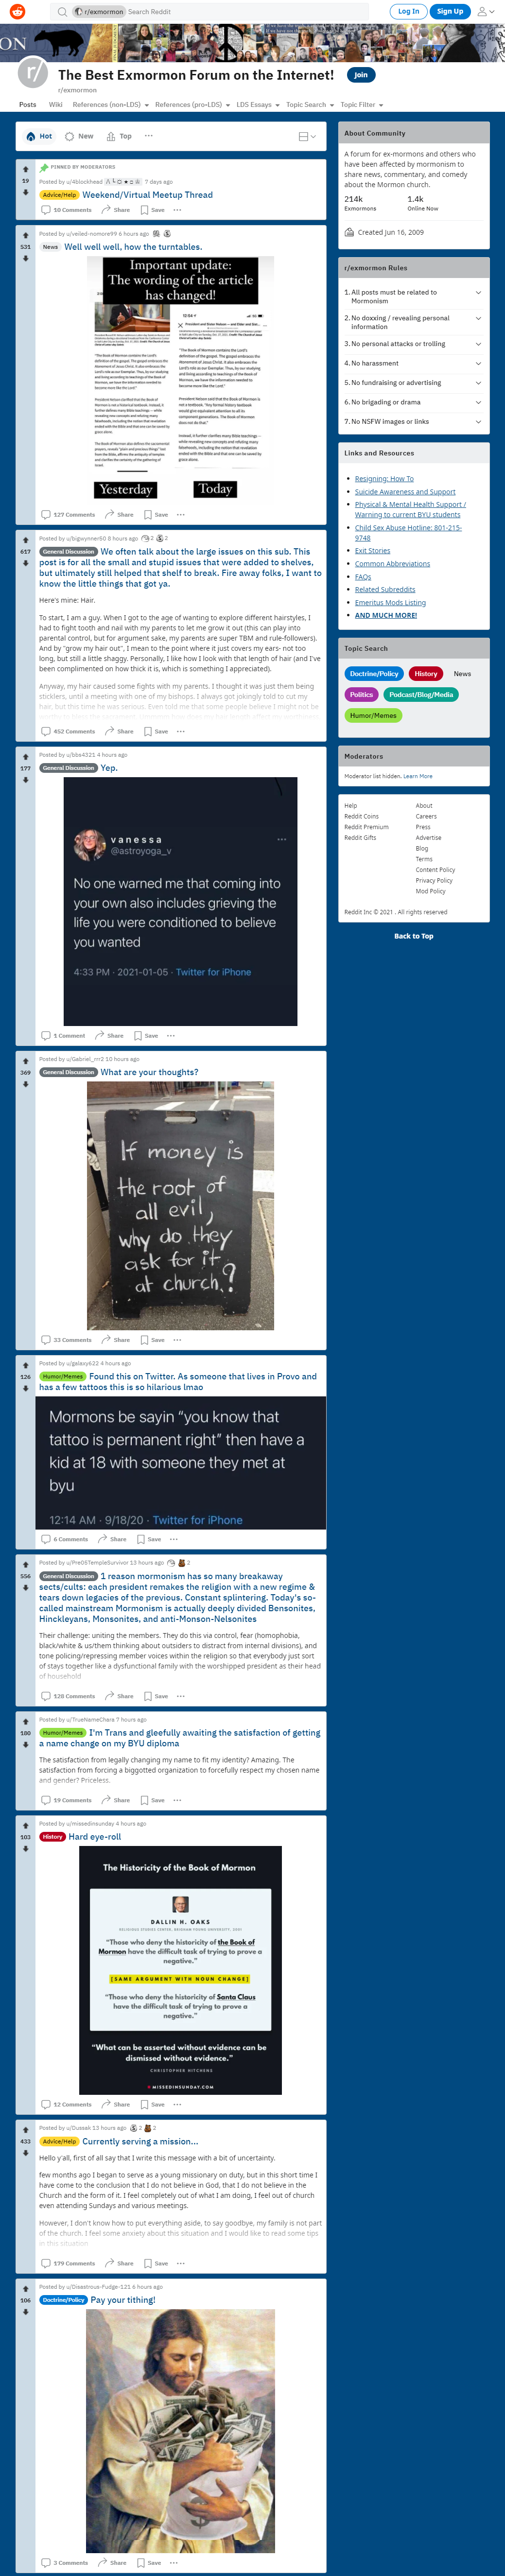 r/exmormon Search Reddit
Log In
Sign Up
ON
The Best Exmormon Forum on the Internet!
Join
r/exmormon
Posts Wiki References (non-LDS) References (pro-LDS) LDS Essays Topic Search Topic Filter
Hot New Top
PINNED BY MODERATORS
19
Posted by u/4blockhead 7 days ago
Advice/Help Weekend/Virtual Meetup Thread
10 Comments Share Save
531
Posted by u/veiled-nomore99 6 hours ago
News Well well well, how the turntables.
Important update:
The wording of the article
has changed!
Yesterday
Today
127 Comments Share Save
617
Posted by u/bigwynner50 8 hours ago 2 2
General Discussion We often talk about the large issues on this sub. This
post is for all the small and stupid issues that were added to shelves,
but ultimately still helped that shelf to break. Fire away folks, I want to
know the little things that got ya.
Here's mine: Hair.
To start, I am a guy. When I got to the age of wanting to explore different hairstyles, I
had to fight tooth and nail with my parents to let me grow it out (this can play into
parental control, but for argument sake, my parents are super TBM and rule-followers).
And by "grow my hair out", I mean to the point where it just covers my ears- not too
long, but still a little shaggy. Personally, I like how I look with that length of hair (and I've
been complimented many times since on how thick it is, which is something I appreciated).
Anyway, my hair caused some fights with my parents. I thought it was just them being
sticklers, until a meeting with one of my bishops. I always got jokingly told to cut my
452 Comments Share Save
177
Posted by u/bbs4321 4 hours ago
General Discussion Yep.
vanessa
@astroyoga_v
No one warned me that coming into
your own also includes grieving the
life you were conditioned to believe
you wanted
4:33 PM · 2021-01-05 · Twitter for iPhone
1 Comment Share Save
369
Posted by u/Gabriel_rrr2 10 hours ago
General Discussion What are your thoughts?
If money is
the root of
all evil,
why do they
ask for it
at church.?
33 Comments Share Save
126
Posted by u/galaxy622 4 hours ago
Humor/Memes Found this on Twitter. As someone that lives in Provo and
has a few tattoos this is so hilarious lmao
Mormons be sayin “you know that
tattoo is permanent right” then have a
kid at 18 with someone they met at
byu
12:14 AM · 9/18/20 · Twitter for iPhone
6 Comments Share Save
556
Posted by u/Pre05TempleSurvivor 13 hours ago 2
General Discussion 1 reason mormonism has so many breakaway
sects/cults: each president remakes the religion with a new regime &
tears down legacies of the previous. Constant splintering. Today's so-
called mainstream Mormonism is actually deeply divided Bensonites,
Hinckleyans, Monsonites, and anti-Monson-Nelsonites
Their challenge: uniting the members. They do this via control, fear (homophobia,
black/white & us/them thinking about outsiders to distract from internal divisions), and
tone policing/repressing member voices within the religion so that everybody just sort
of stays together like a dysfunctional family with the worshipped president as their head
of household
128 Comments Share Save
180
Posted by u/TrueNameChara 7 hours ago
Humor/Memes I'm Trans and gleefully awaiting the satisfaction of getting
a name change on my BYU diploma
The satisfaction from legally changing my name to fit my identity? Amazing. The
satisfaction from forcing a biggotted organization to forcefully respect my chosen name
and gender? Priceless.
19 Comments Share Save
103
Posted by u/missedinsunday 4 hours ago
History Hard eye-roll
The Historicity of the Book of Mormon
DALLIN H. OAKS
“Those who deny the historicity of the Book of
Mormon have the difficult task of trying to prove a
negative.”
[SAME ARGUMENT WITH NOUN CHANGE]
“Those who deny the historicity of Santa Claus
have the difficult task of trying to prove a
negative.”
“What can be asserted without evidence can be
dismissed without evidence.”
CHRISTOPHER HITCHENS
MISSEDINSUNDAY.COM
12 Comments Share Save
433
Posted by u/Dussak 13 hours ago 2 2
Advice/Help Currently serving a mission...
Hello y'all, first of all say that I write this message with a bit of uncertainty.
few months ago I began to serve as a young missionary on duty, but in this short time I
have come to the conclusion that I do not believe in God, that I do not believe in the
Church and the form of it. I feel completely out of what I am doing, I feel out of church
even attending Sundays and various meetings.
However, I don't know how to put everything aside, to say goodbye, my family is not part
of the church. I feel some anxiety about this situation and I would like to read some tips
in this situation
179 Comments Share Save
106
Posted by u/Disastrous-Fudge-121 6 hours ago
Doctrine/Policy Pay your tithing!
3 Comments Share Save
About Community
A forum for ex-mormons and others who
have been affected by mormonism to
share news, commentary, and comedy
about the Mormon church.
214k 1.4k
Exmormons Online Now
Created Jun 16, 2009
r/exmormon Rules
1. All posts must be related to
Mormonism
2. No doxxing / revealing personal
information
3. No personal attacks or trolling
4. No harassment
5. No fundraising or advertising
6. No brigading or drama
7. No NSFW images or links
Links and Resources
Resigning: How To
Suicide Awareness and Support
Physical & Mental Health Support /
Warning to current BYU students
Child Sex Abuse Hotline: 801-215-
9748
Exit Stories
Common Abbreviations
FAQs
Related Subreddits
Emeritus Mods Listing
AND MUCH MORE!
Topic Search
Doctrine/Policy History News
Politics Podcast/Blog/Media
Humor/Memes
Moderators
Moderator list hidden. Learn More
Help About
Reddit Coins Careers
Reddit Premium Press
Reddit Gifts Advertise
Blog
Terms
Content Policy
Privacy Policy
Mod Policy
Reddit Inc © 2021 . All rights reserved
Back to Top